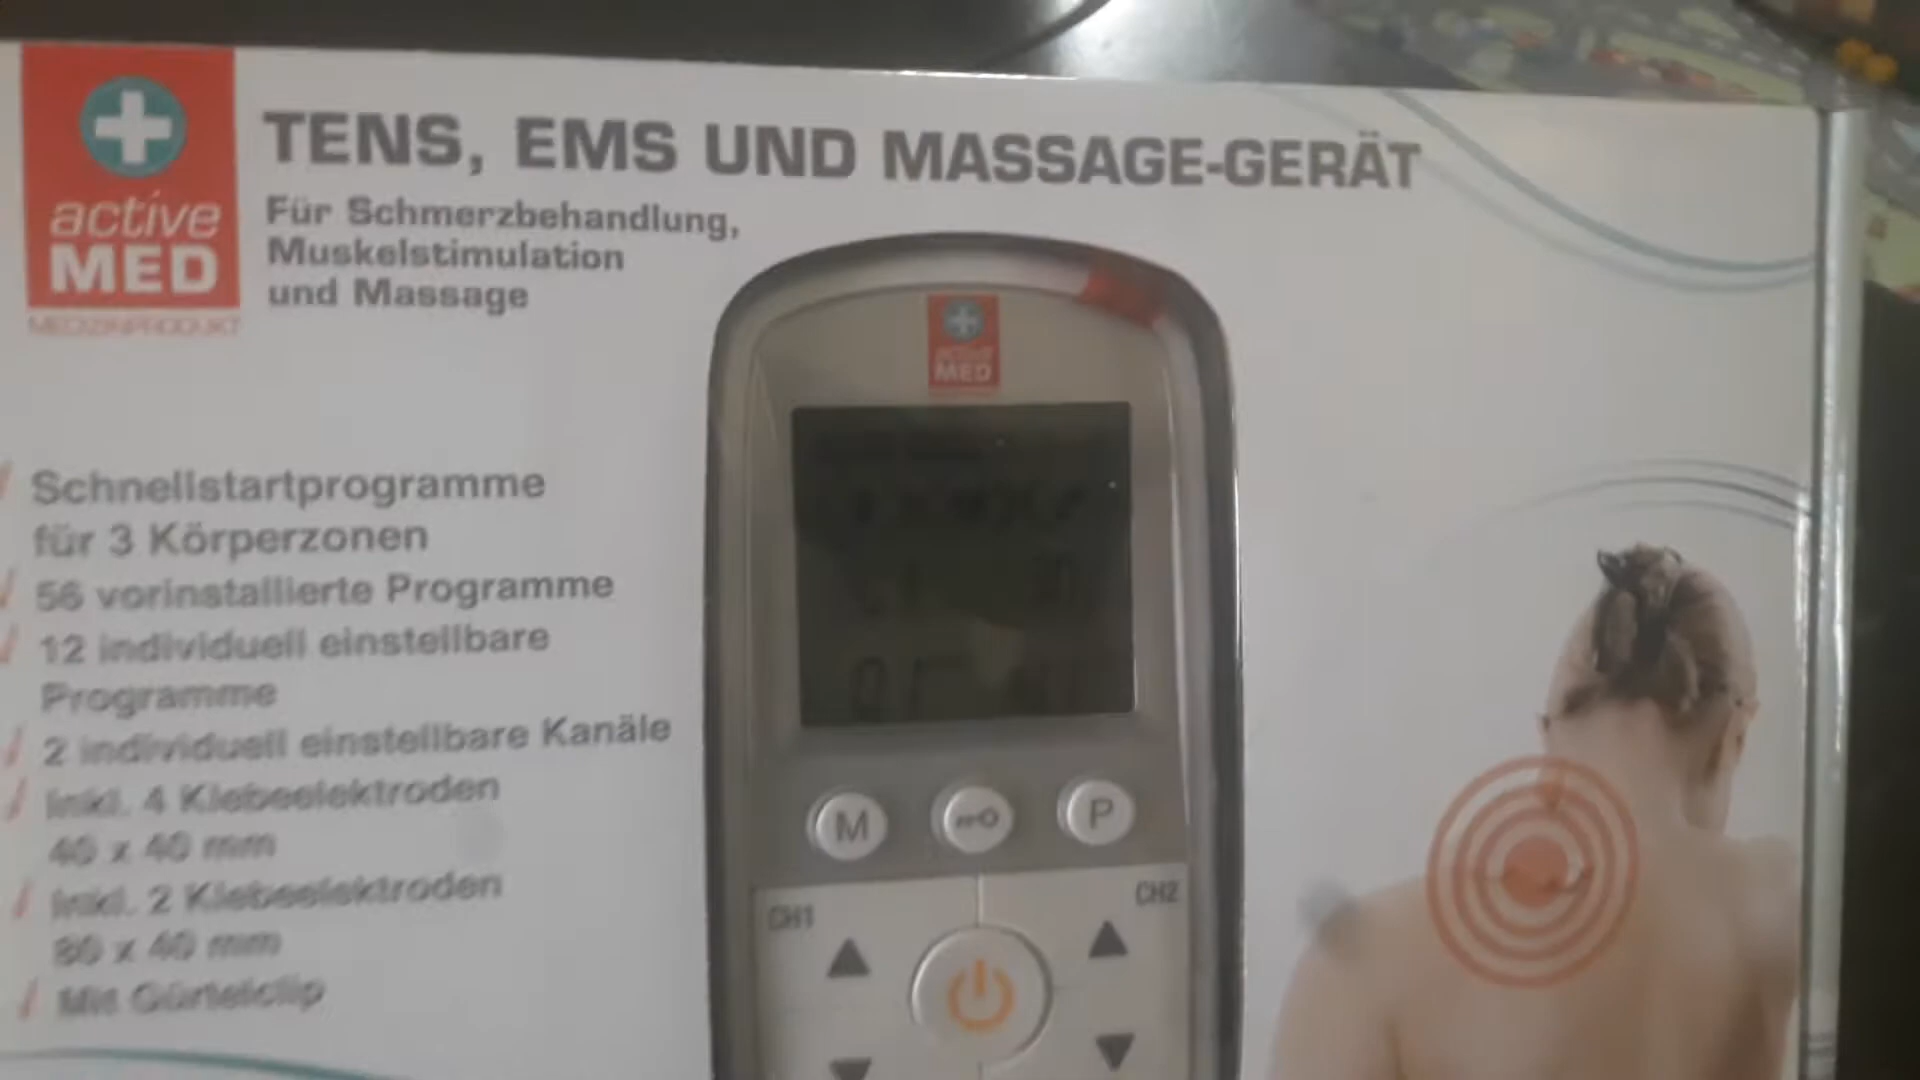 active
MED
MEDIZINPRODUKT
TENS, EMS UND MASSAGE-GERÄT
Für Schmerzbehandlung,
Muskelstimulation
und Massage
active
MED
Schnellstartprogramme
für 3 Körperzonen
56 vorinstallierte Programme
12 individuell einstellbare
Programme
2 individuell einstellbare Kanäle
Inkl. 4 Klebeelektroden
40 x 40 mm
Inkl. 2 Klebeelektroden
80 x 40 mm
Mit Gürtelclip
M
P
CH1
CH2